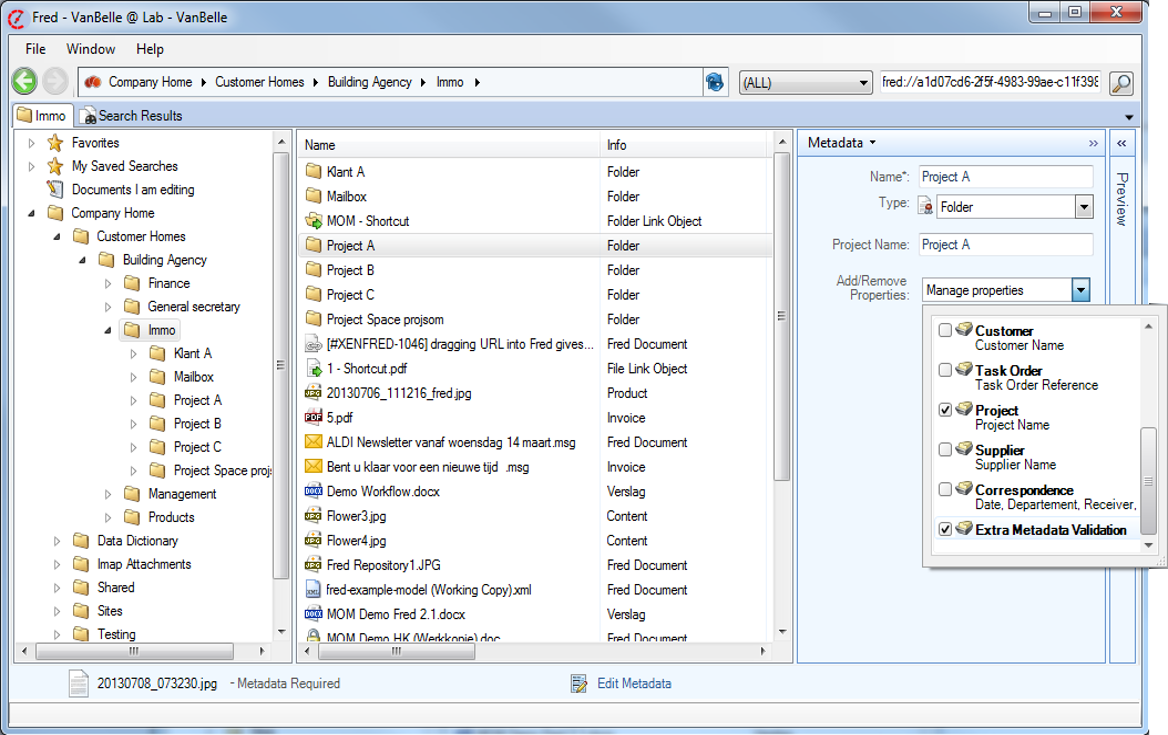 Fred - VanBelle @ Lab - VanBelle
File Window Help
Company Home Customer Homes Building Agency Immo
(ALL)
fred://a1d07cd6-2f5f-4983-99ae-c11f398
Immo
Search Results
Favorites
My Saved Searches
Documents I am editing
Company Home
Customer Homes
Building Agency
Finance
General secretary
Immo
Klant A
Mailbox
Project A
Project B
Project C
Project Space projs
Management
Products
Data Dictionary
Imap Attachments
Shared
Sites
Testing
Name Info
Klant A Folder
Mailbox Folder
MOM - Shortcut Folder Link Object
Project A Folder
Project B Folder
Project C Folder
Project Space projsom Folder
[#XENFRED-1046] dragging URL into Fred gives... Fred Document
1 - Shortcut.pdf File Link Object
20130706_111216_fred.jpg Product
5.pdf Invoice
ALDI Newsletter vanaf woensdag 14 maart.msg Fred Document
Bent u klaar voor een nieuwe tijd .msg Invoice
Demo Workflow.docx Verslag
Flower3.jpg Content
Flower4.jpg Content
Fred Repository1.JPG Fred Document
fred-example-model (Working Copy).xml Fred Document
MOM Demo Fred 2.1.docx Verslag
MOM Demo HK (Werkkopie).doc Fred Document
Metadata
Name*: Project A
Type: Folder
Project Name: Project A
Add/Remove
Properties: Manage properties
Customer
Customer Name
Task Order
Task Order Reference
Project
Project Name
Supplier
Supplier Name
Correspondence
Date, Departement, Receiver,
Extra Metadata Validation
Preview
20130708_073230.jpg - Metadata Required
Edit Metadata